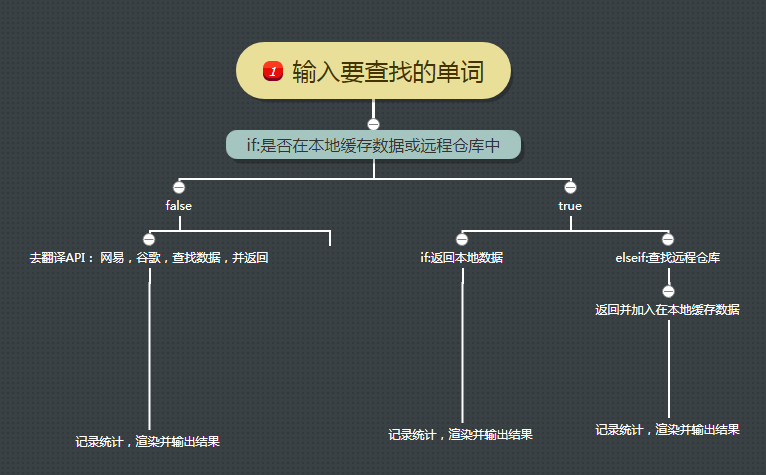 1 输入要查找的单词
if:是否在本地缓存数据或远程仓库中
false
true
去翻译API： 网易，谷歌，查找数据，并返回
if:返回本地数据
elseif:查找远程仓库
返回并加入在本地缓存数据
记录统计，渲染并输出结果
记录统计，渲染并输出结果
记录统计，渲染并输出结果